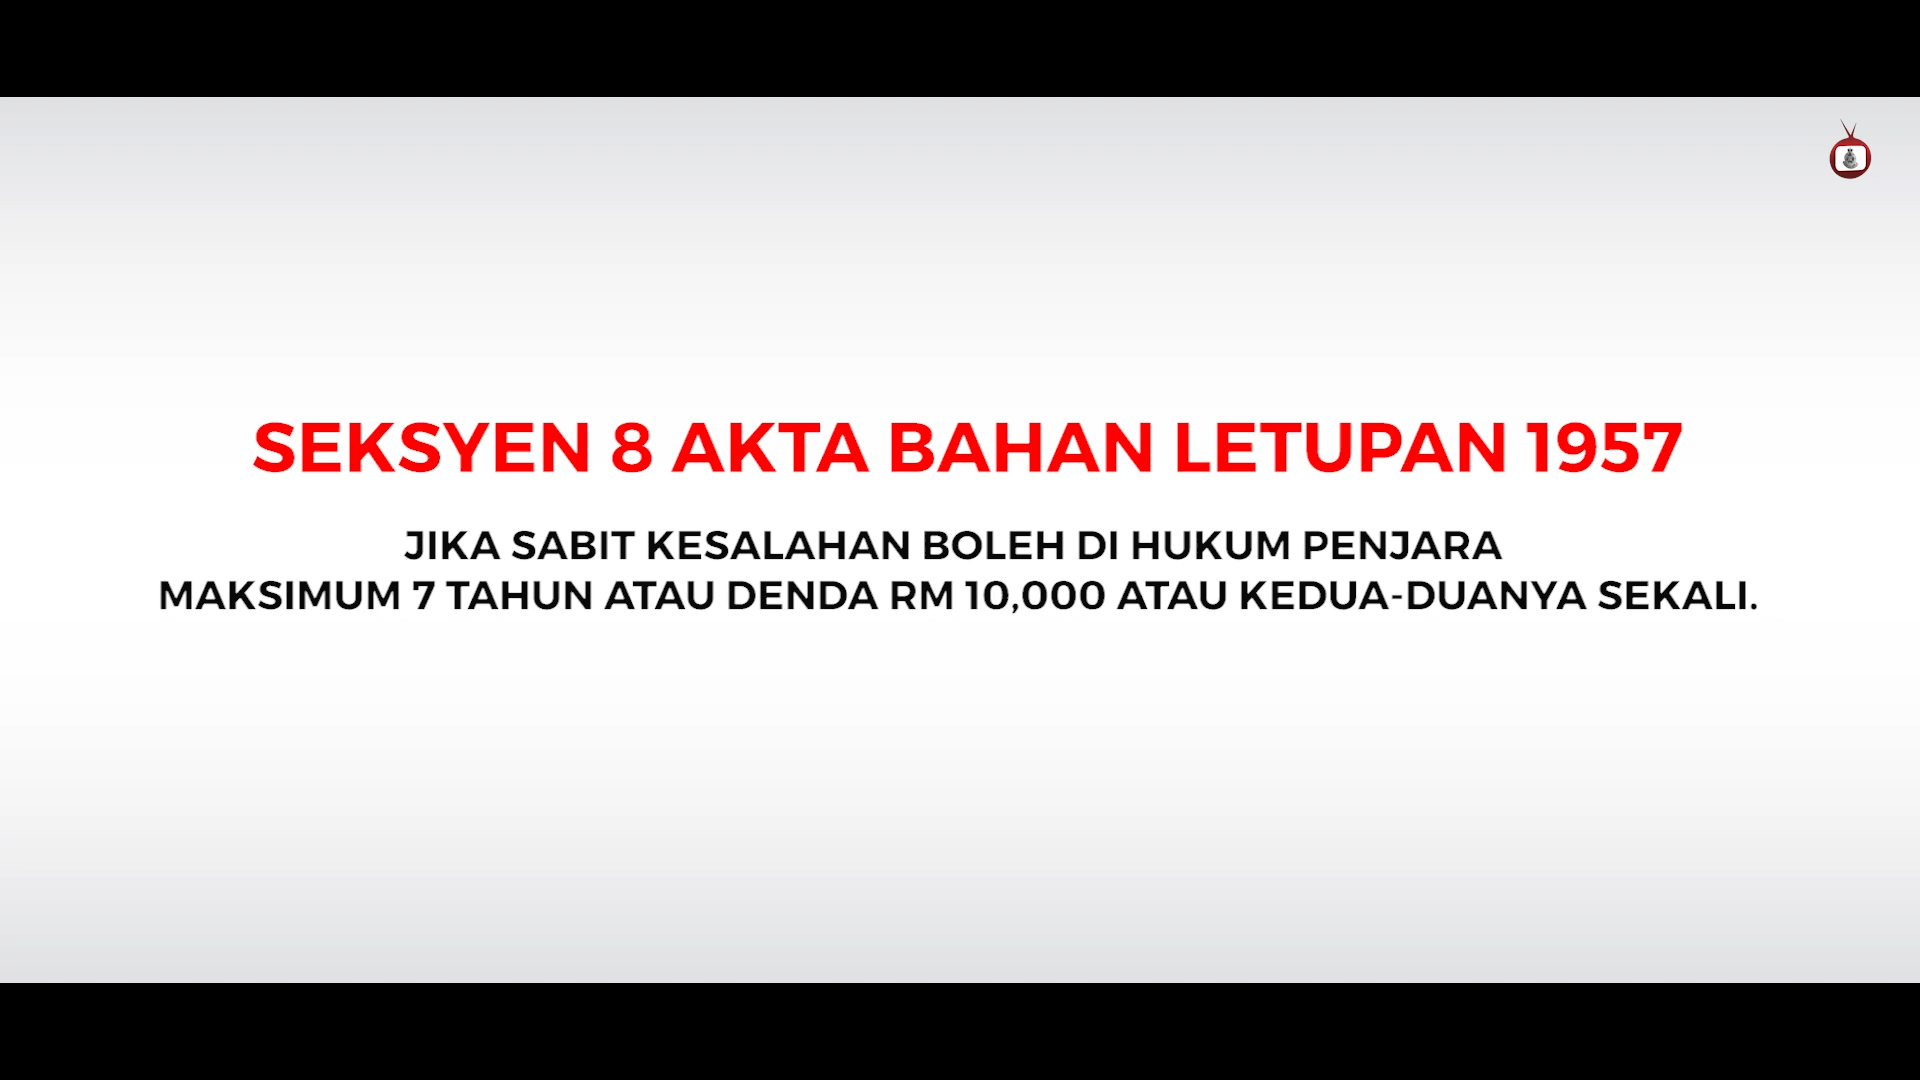 SEKSYEN 8 AKTA BAHAN LETUPAN 1957
JIKA SABIT KESALAHAN BOLEH DI HUKUM PENJARA
MAKSIMUM 7 TAHUN ATAU DENDA RM 10,000 ATAU KEDUA-DUANYA SEKALI.